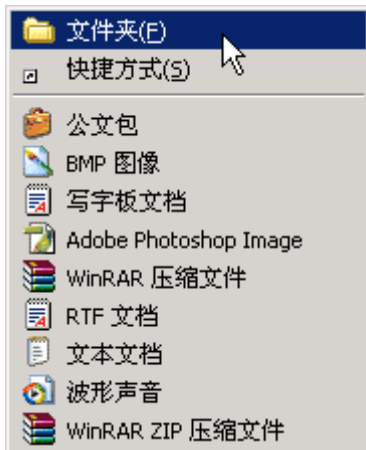 文件夹(F)
快捷方式(S)
公文包
BMP 图像
写字板文档
Adobe Photoshop Image
WinRAR 压缩文件
RTF 文档
文本文档
波形声音
WinRAR ZIP 压缩文件